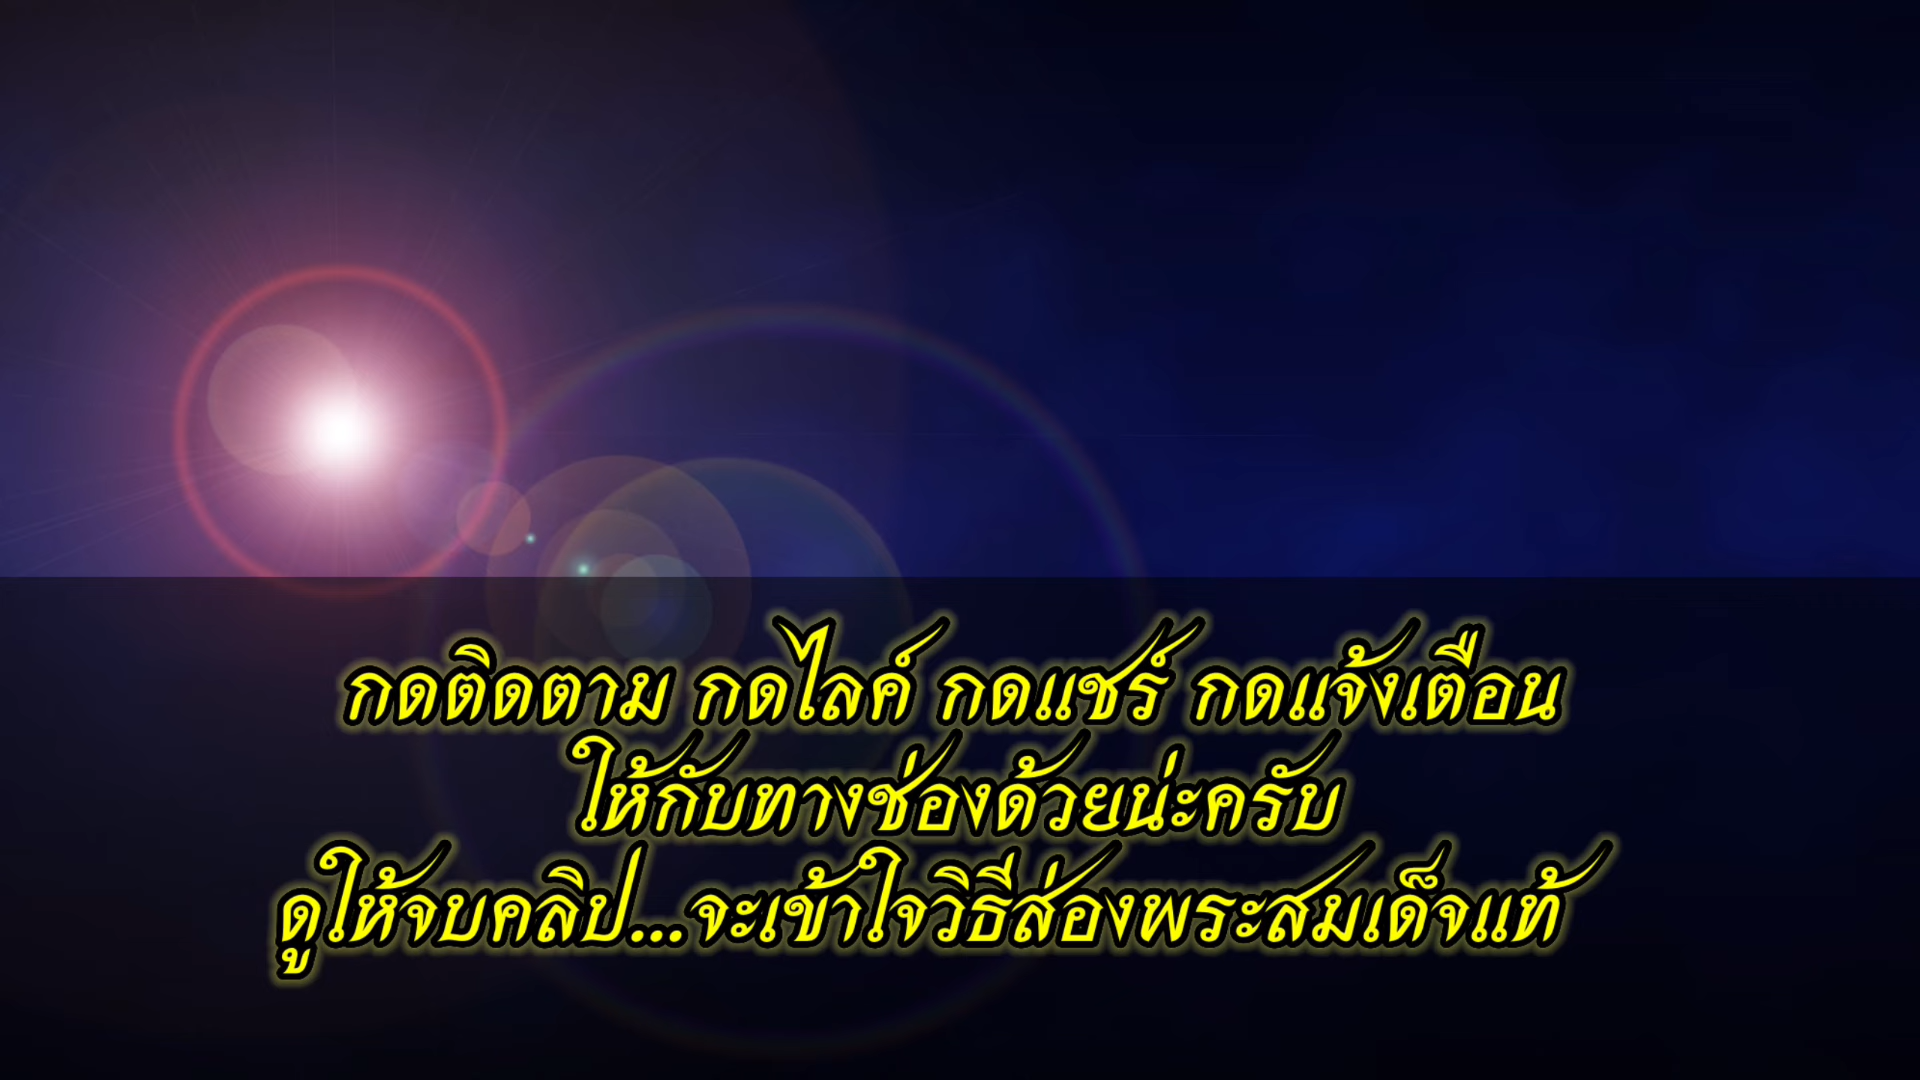 กดติดตาม กดไลค์ กดแชร์ กดแจ้งเตือน
ให้กับทางช่องด้วยน่ะครับ
ดูให้จบคลิป...จะเข้าใจวิธีส่องพระสมเด็จแท้